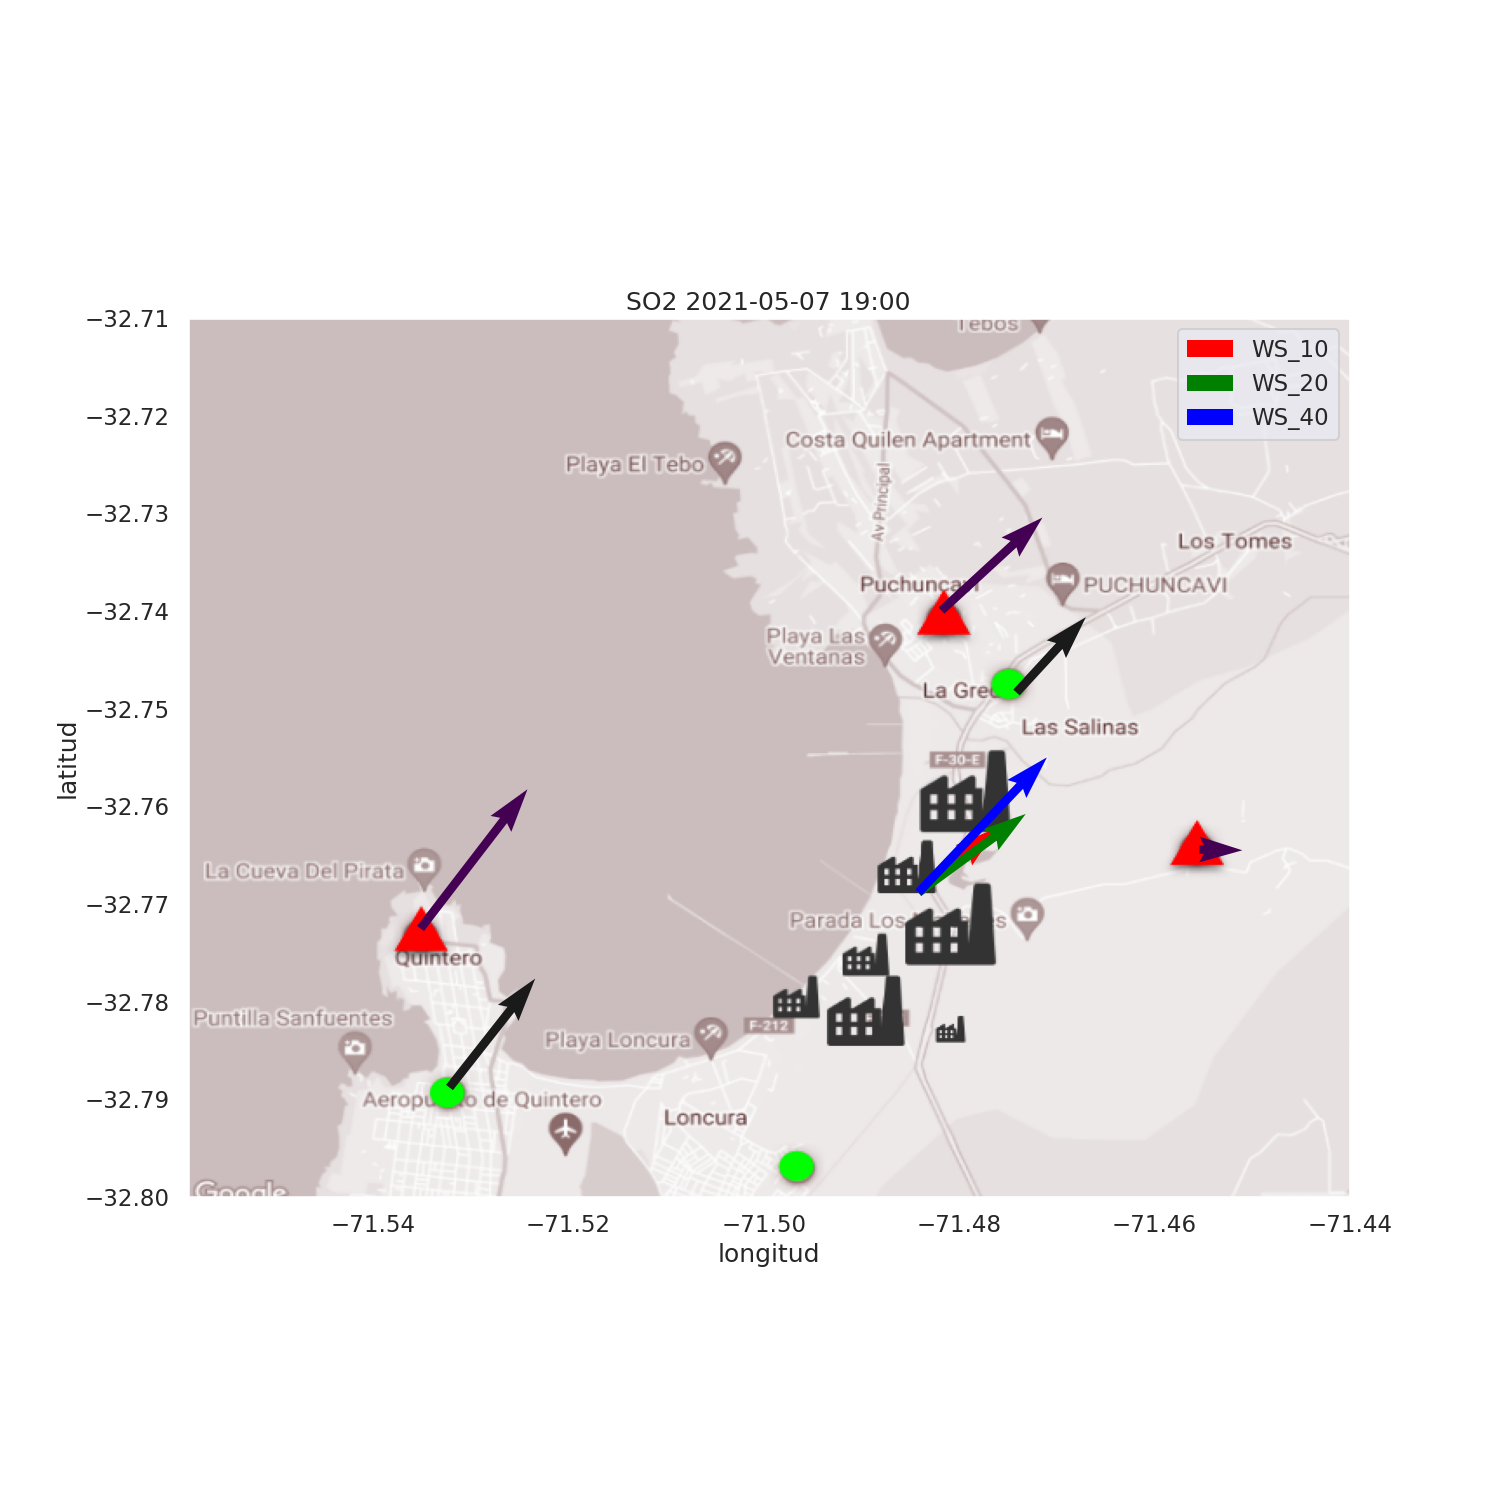 SO2 2021-05-07 19:00
−32.71
−32.72
−32.73
−32.74
−32.75
−32.76
−32.77
−32.78
−32.79
−32.80
latitud
−71.54
−71.52
−71.50
−71.48
−71.46
−71.44
longitud
WS_10
WS_20
WS_40
Tebos
Costa Quilen Apartment
Playa El Tebo
Av Principal
Los Tomes
PUCHUNCAVI
Playa Las
Ventanas
Las Salinas
F-30-E
La Cueva Del Pirata
Parada Los
Quintero
Puntilla Sanfuentes
F-212
Playa Loncura
de Quintero
Loncura
Google